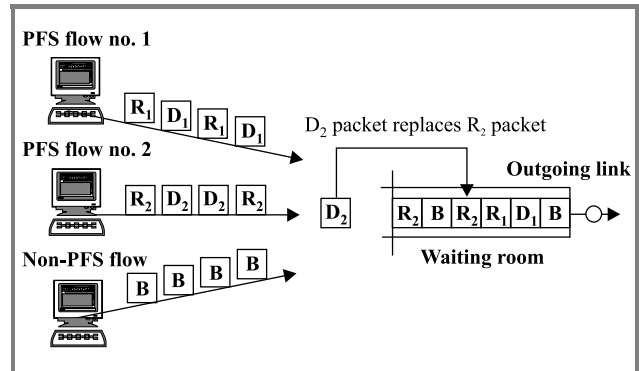 PFS flow no. 1
R₁ D₁ R₁ D₁
D₂ packet replaces R₂ packet
PFS flow no. 2
R₂ D₂ D₂ R₂
D₂
Outgoing link
R₂ B R₂ R₁ D₁ B
Waiting room
Non-PFS flow
B B B B